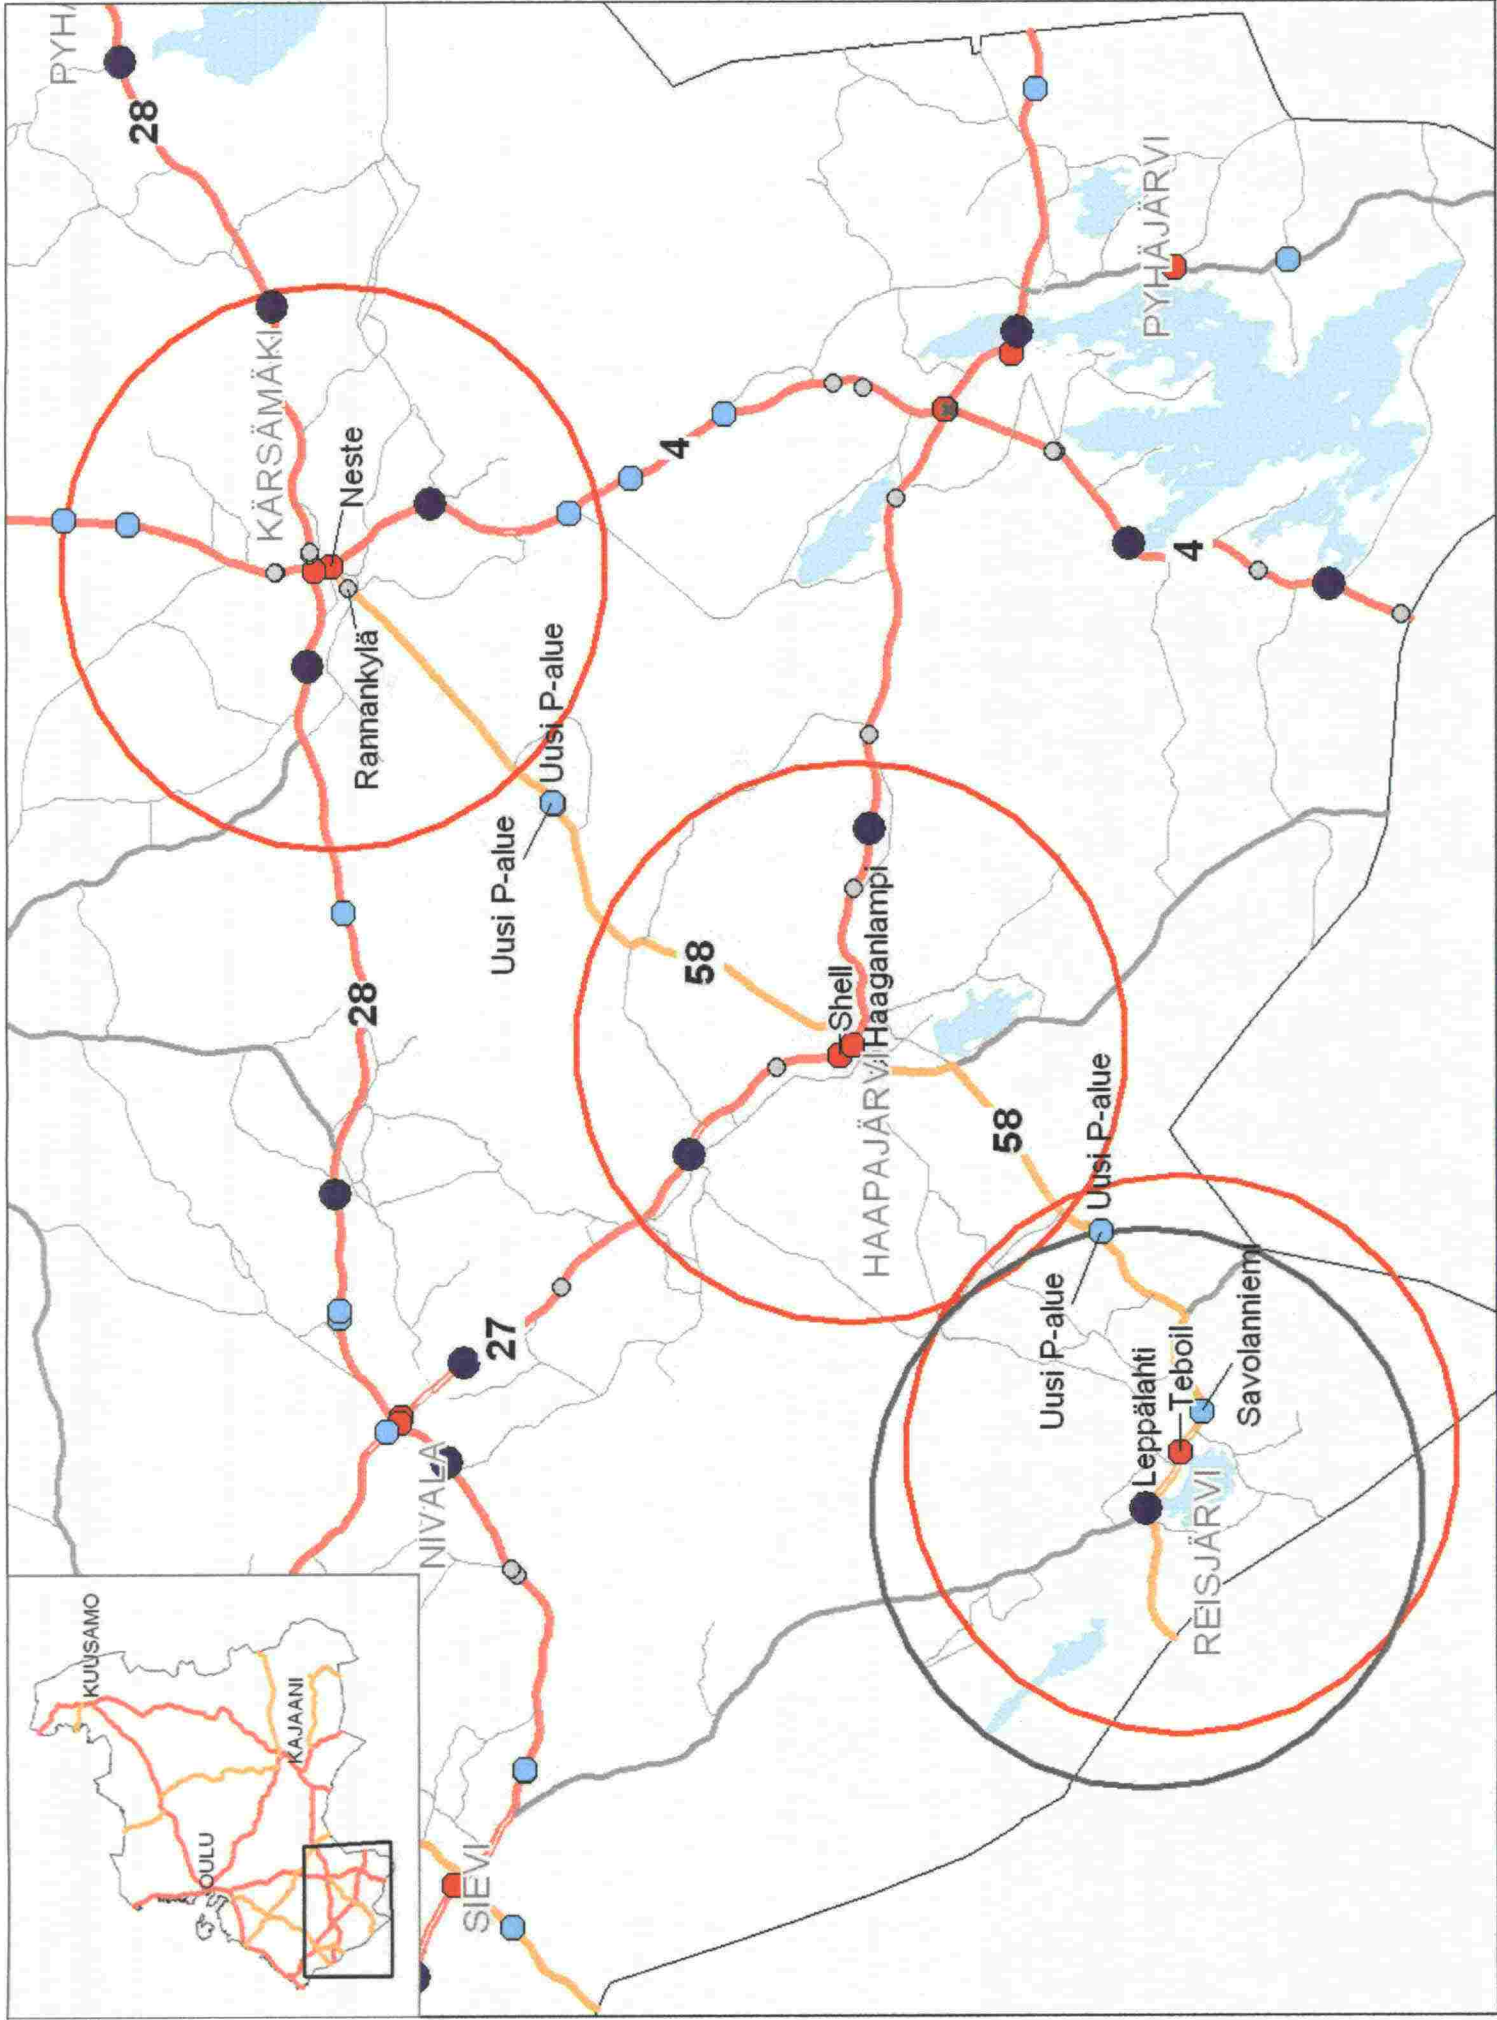 KUUSAMO
OULU
KAJAANI
PYHÄ
28
KÄRSÄMÄKI
Neste
Rannankylä
4
28
Uusi P-alue
Uusi P-alue
58
Shell
Haaganlampi
HAAPAJÄRVI
PYHÄJÄRVI
4
27
NIVALA
58
Uusi P-alue
Uusi P-alue
Leppälahti
Teboil
Savolanniemi
REISJÄRVI
SIEVI